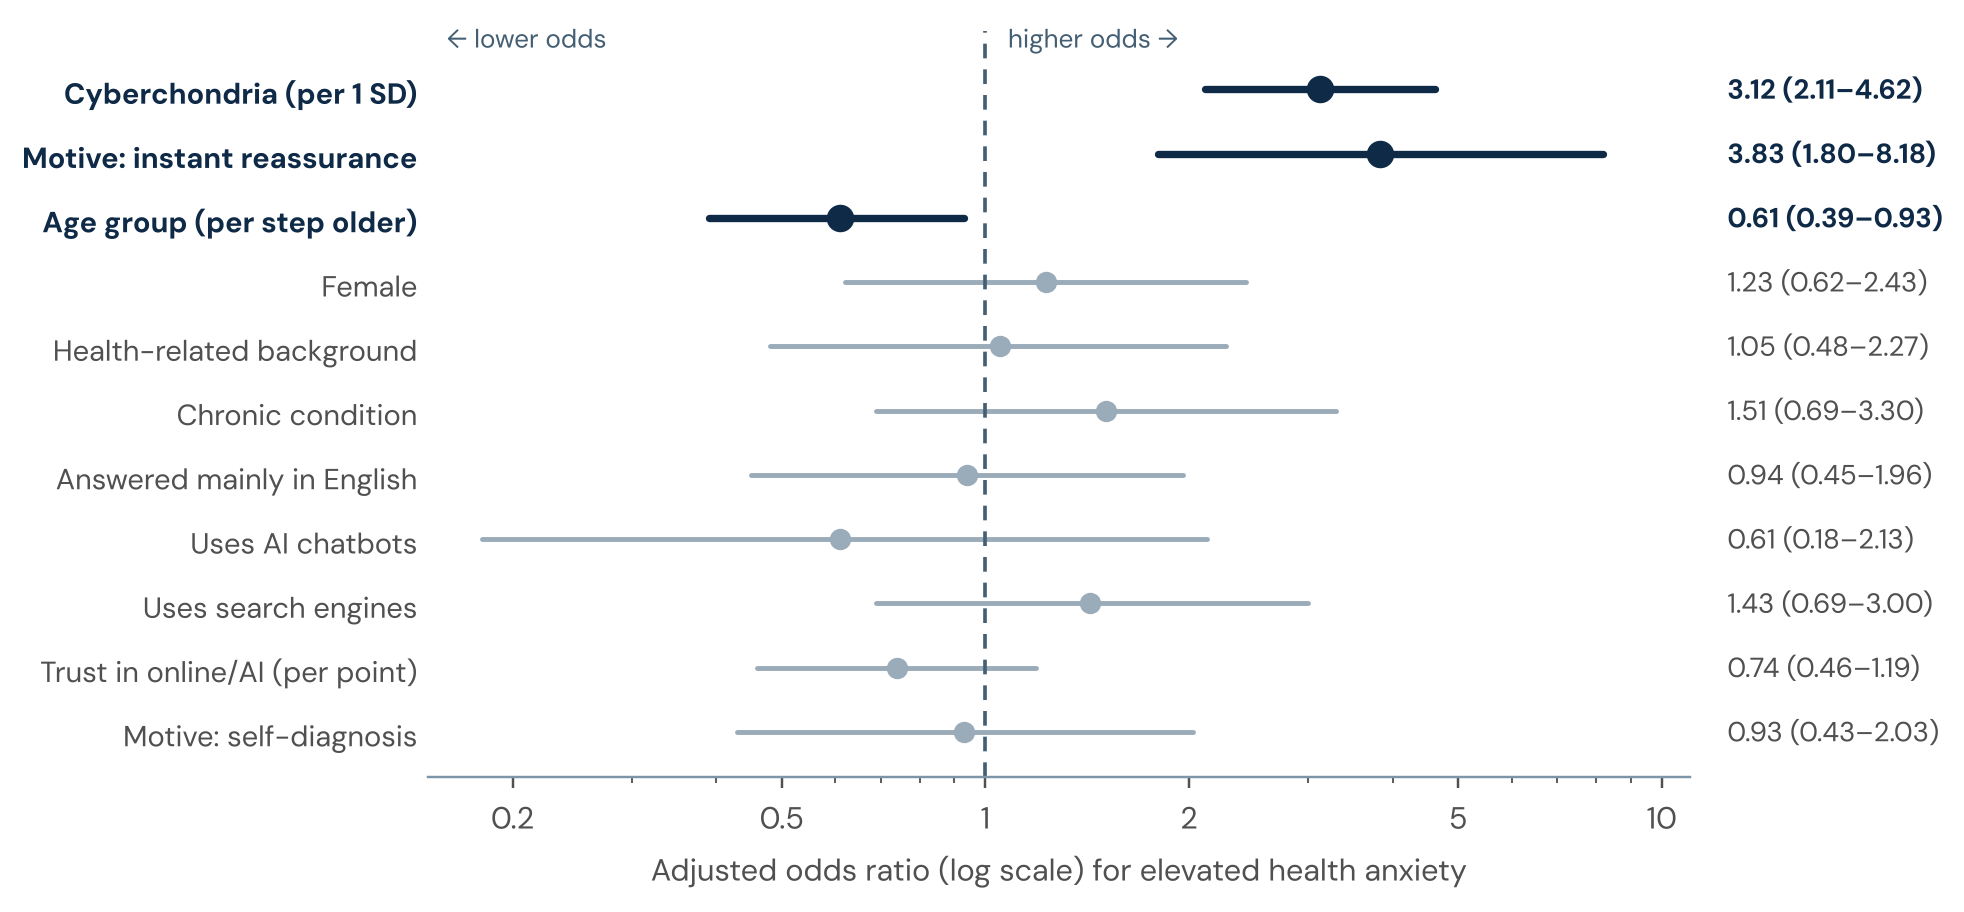 ← lower odds higher odds →
Cyberchondria (per 1 SD) 3.12 (2.11–4.62)
Motive: instant reassurance 3.83 (1.80–8.18)
Age group (per step older) 0.61 (0.39–0.93)
Female 1.23 (0.62–2.43)
Health-related background 1.05 (0.48–2.27)
Chronic condition 1.51 (0.69–3.30)
Answered mainly in English 0.94 (0.45–1.96)
Uses AI chatbots 0.61 (0.18–2.13)
Uses search engines 1.43 (0.69–3.00)
Trust in online/AI (per point) 0.74 (0.46–1.19)
Motive: self-diagnosis 0.93 (0.43–2.03)
0.2 0.5 1 2 5 10
Adjusted odds ratio (log scale) for elevated health anxiety